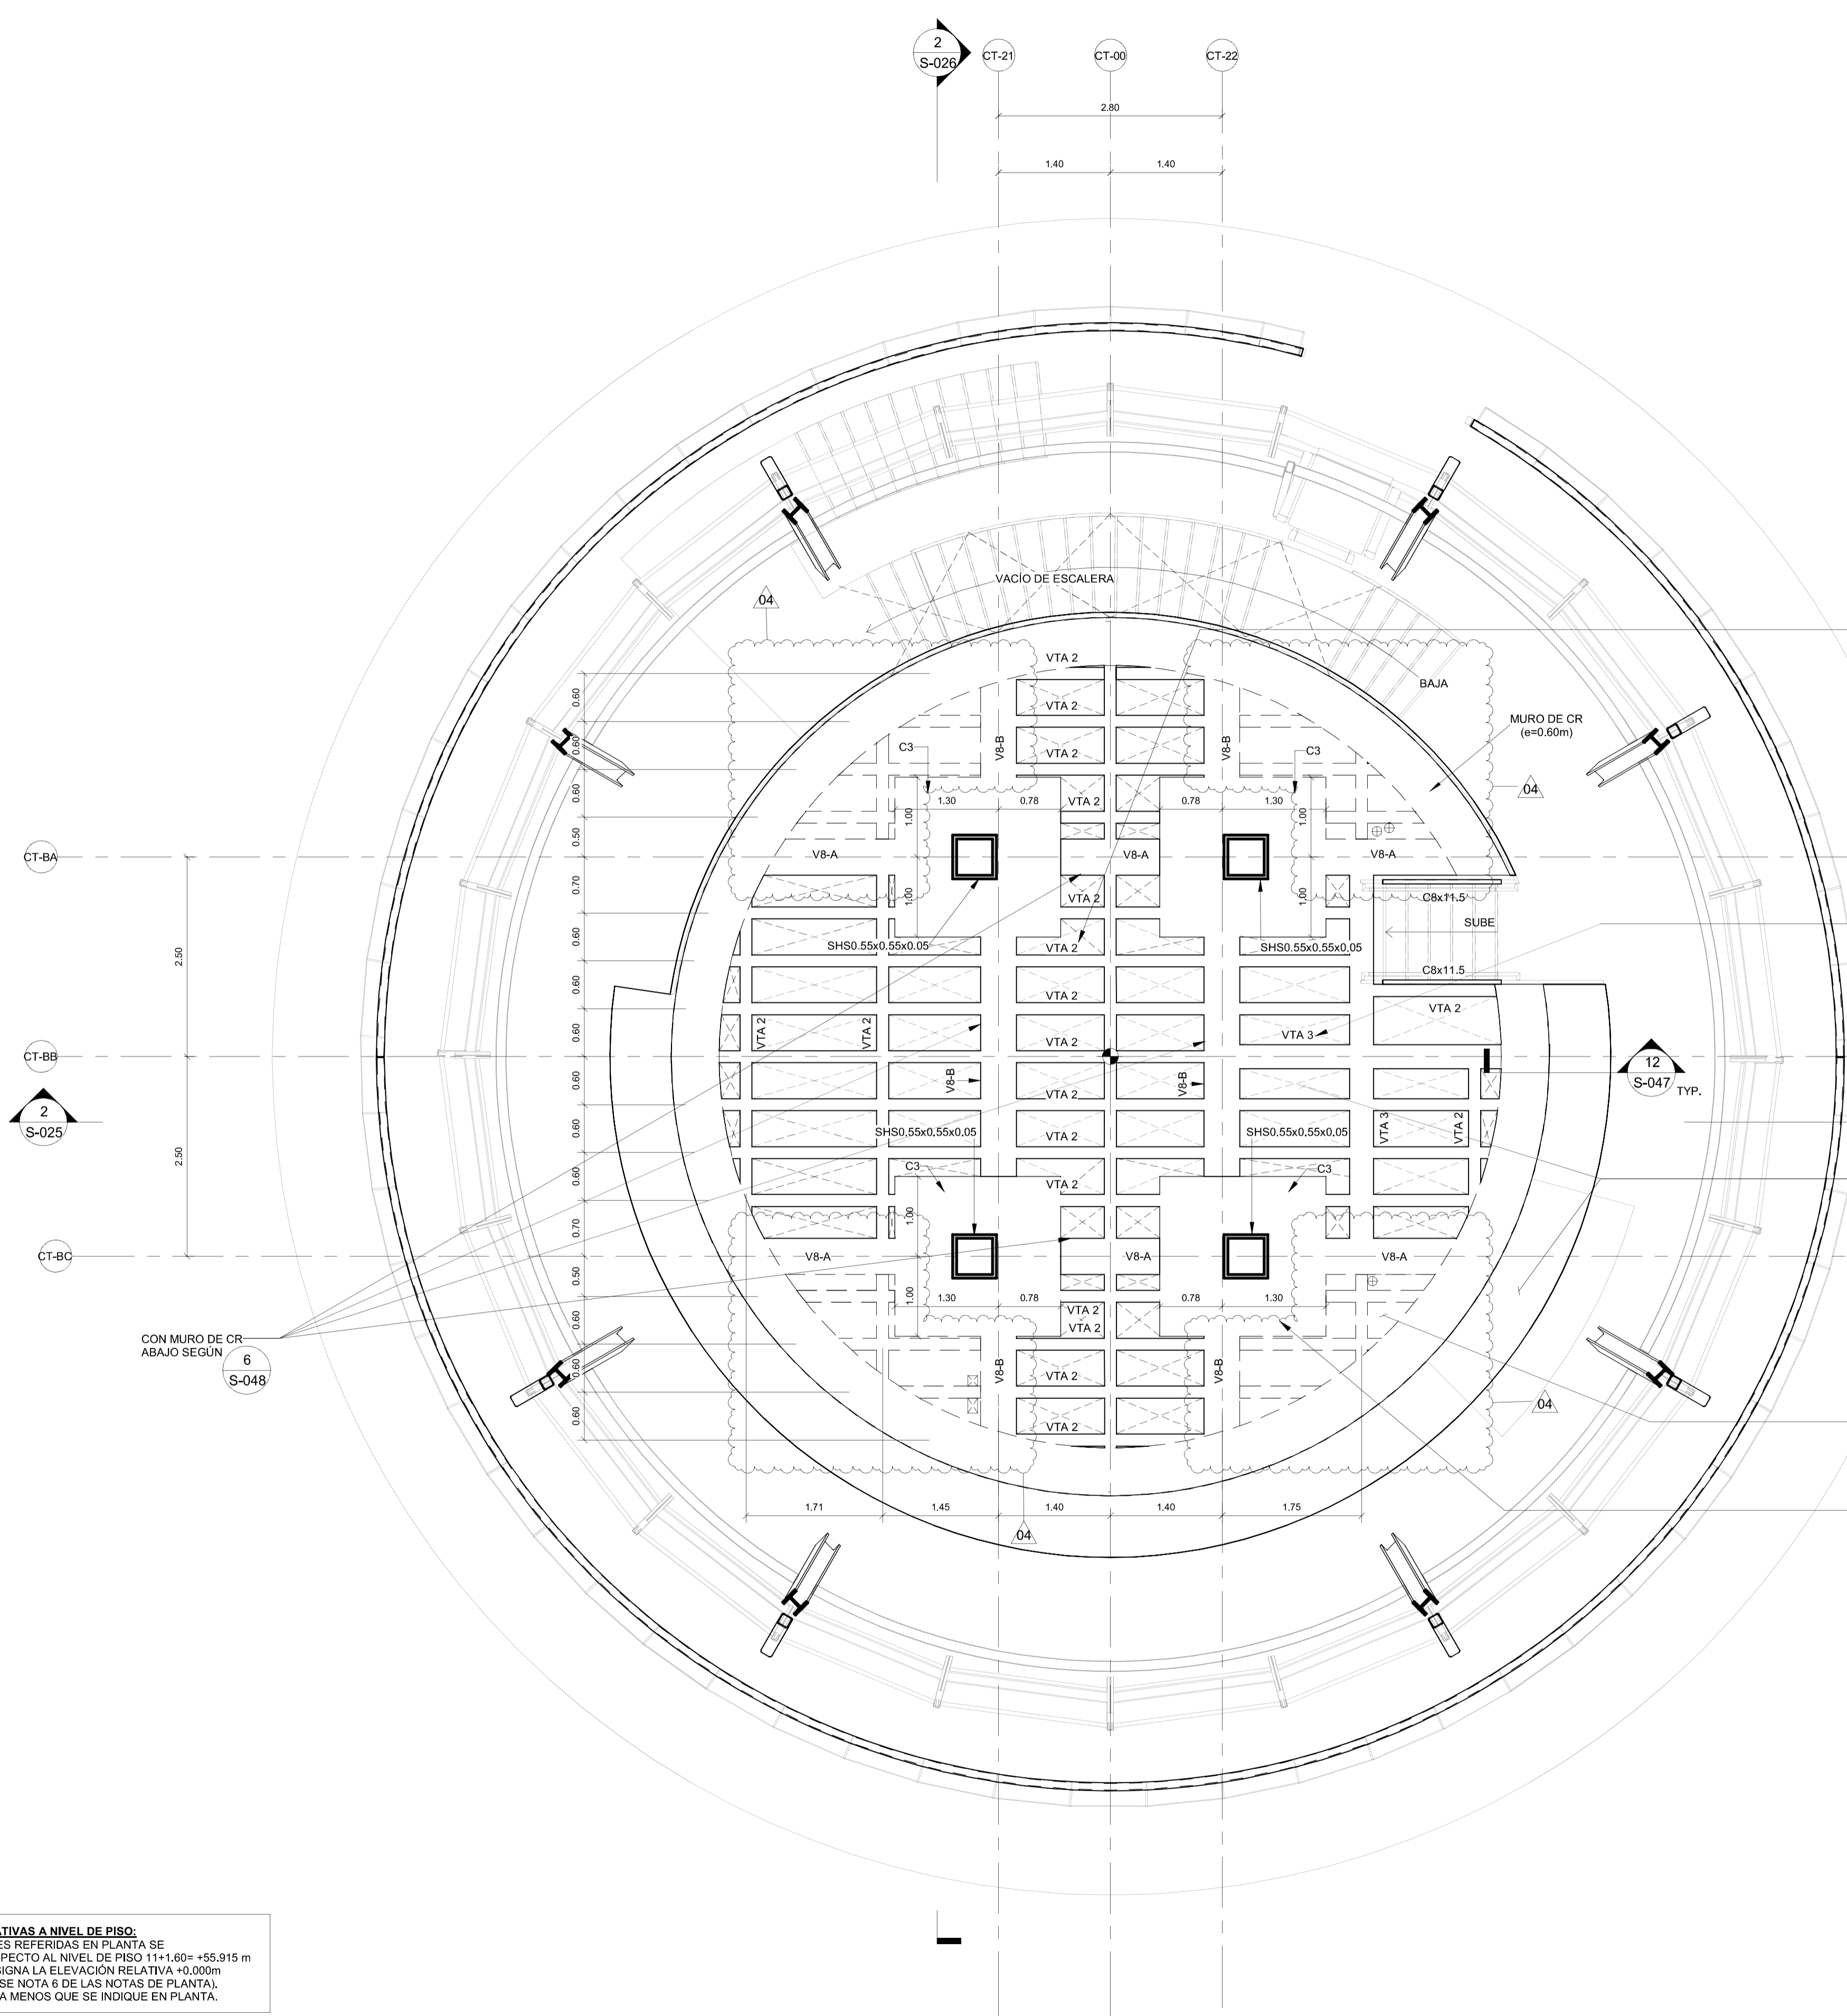 2
S-026
CT-21
CT-00
CT-22
2.80
1.40
1.40
VACÍO DE ESCALERA
04
VTA 2
BAJA
VTA 2
0.60
MURO DE CR
(e=0.60m)
VTA 2
V8-B
V8-B
0.60
C3
C3
04
0.60
1.30
0.78
VTA 2
0.78
1.30
1.00
1.00
0.50
CT-BA
V8-A
V8-A
V8-A
0.70
1.00
VTA 2
1.00
C8x11.5
SUBE
SHS0.55x0.55x0.05
VTA 2
SHS0.55x0.55x0.05
0.60
2.50
C8x11.5
0.60
VTA 2
VTA 2
VTA 2
VTA 2
0.60
VTA 2
VTA 3
CT-BB
12
S-047
TYP.
0.60
V8-B
VTA 2
V8-B
2
S-025
0.60
SHS0.55x0.55x0.05
VTA 2
SHS0.55x0.55x0.05
VTA 3
VTA 2
2.50
C3
C3
0.60
VTA 2
1.00
0.70
CT-BC
V8-A
V8-A
V8-A
0.50
1.00
1.30
0.78
0.78
1.30
VTA 2
VTA 2
0.60
CON MURO DE CR
ABAJO SEGÚN
6
S-048
0.60
V8-B
VTA 2
V8-B
04
0.60
VTA 2
1.71
1.45
1.40
1.40
1.75
04
ATIVAS A NIVEL DE PISO:
ES REFERIDAS EN PLANTA SE
PECTO AL NIVEL DE PISO 11+1.60= +55.915 m
SIGNA LA ELEVACIÓN RELATIVA +0.000m
SE NOTA 6 DE LAS NOTAS DE PLANTA).
A MENOS QUE SE INDIQUE EN PLANTA.